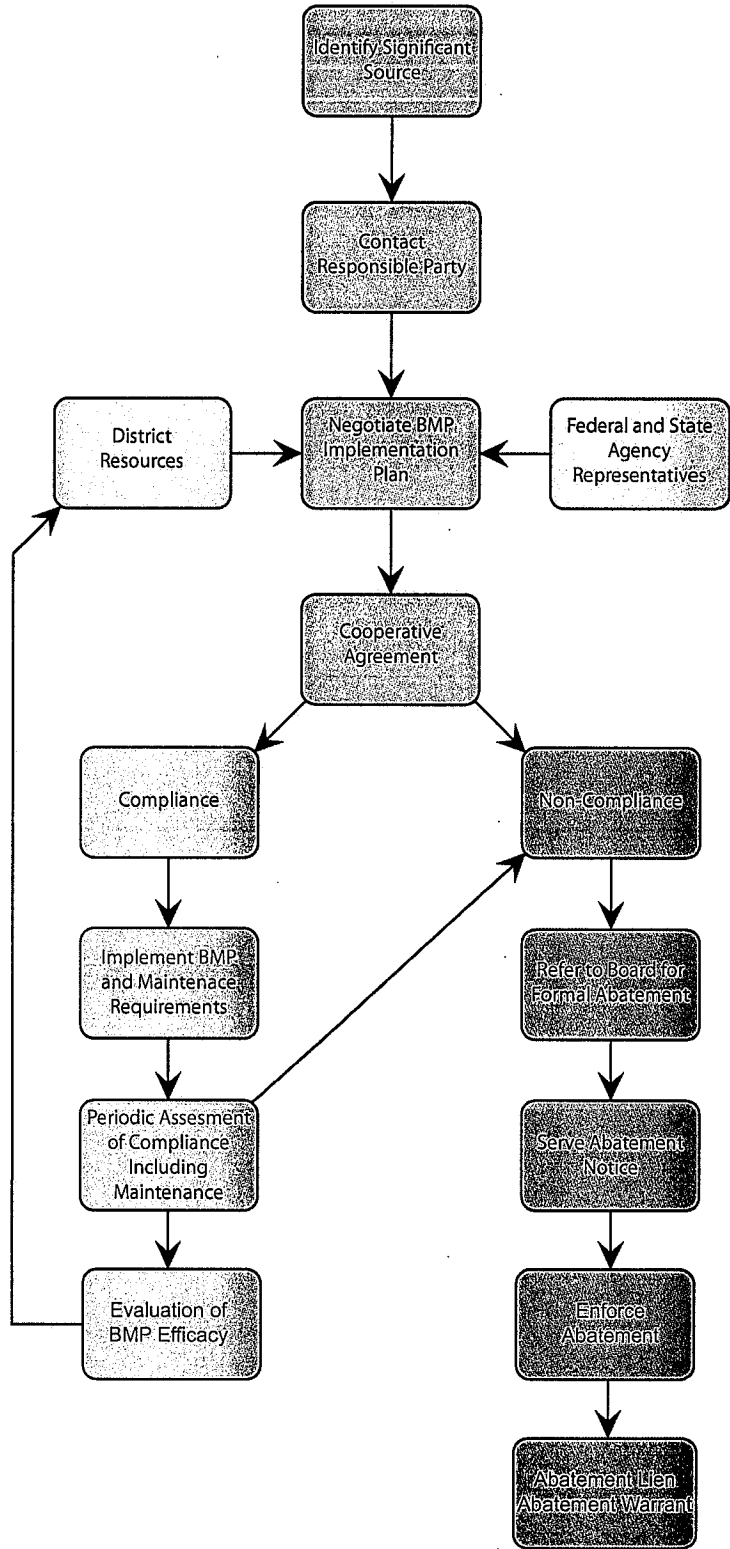 Identify Significant
Source
Contact
Responsible Party
District
Resources
Negotiate BMP
Implementation
Plan
Federal and State
Agency
Representatives
Cooperative
Agreement
Compliance
Non-Compliance
Implement BMP
and Maintenace
Requirements
Refer to Board for
Formal Abatement
Periodic Assesment
of Compliance
Including
Maintenance
Serve Abatement
Notice
Evaluation of
BMP Efficacy
Enforce
Abatement
Abatement Lien
Abatement Warrant